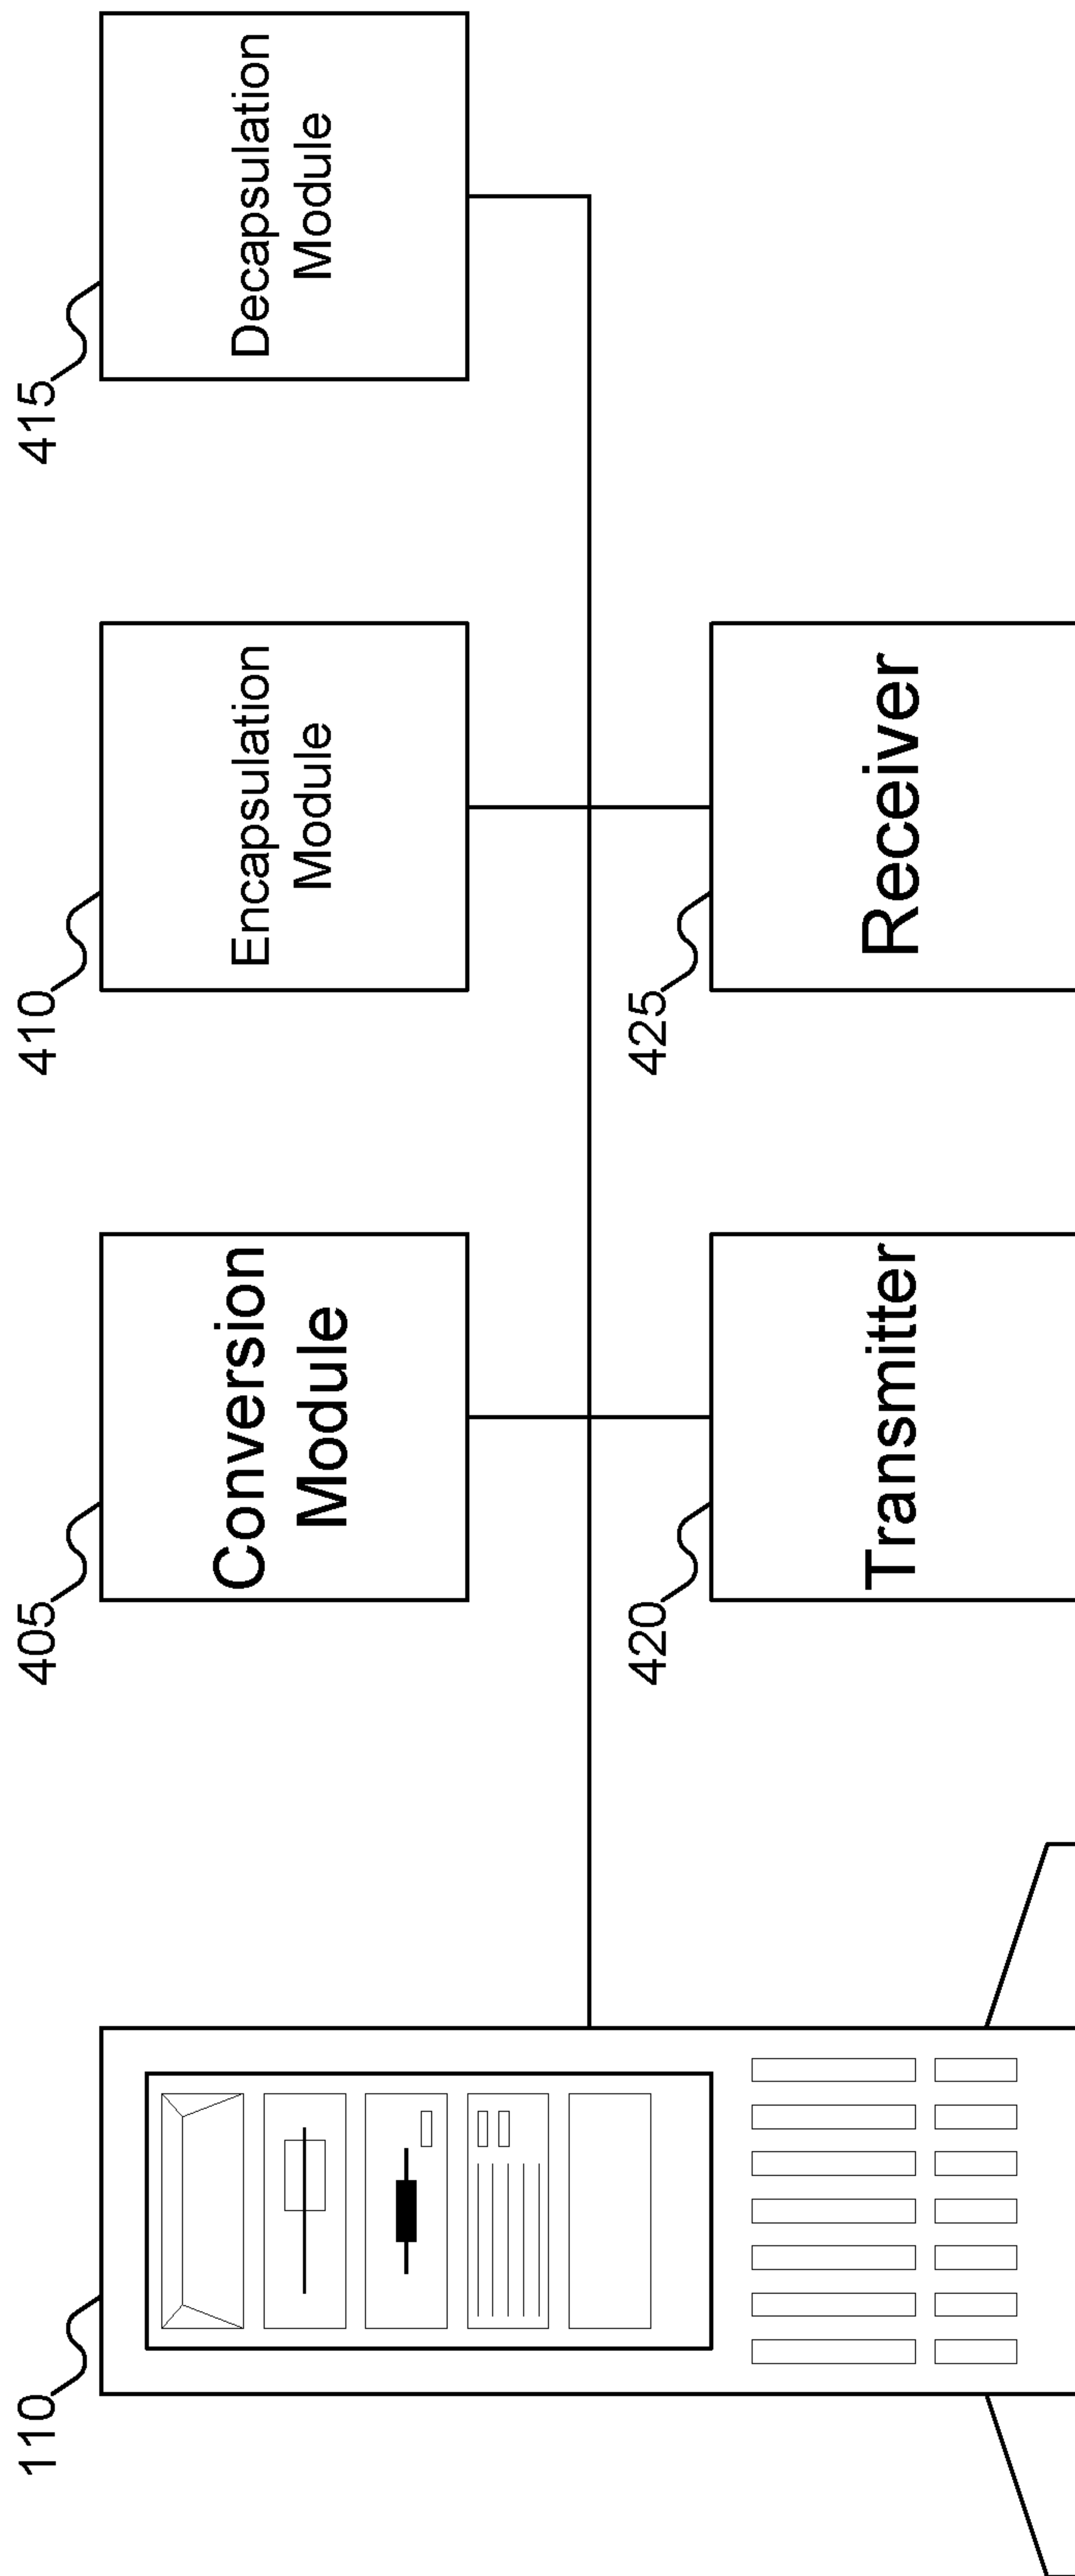 110
405
Conversion
Module
410
Encapsulation
Module
415
Decapsulation
Module
420
Transmitter
425
Receiver